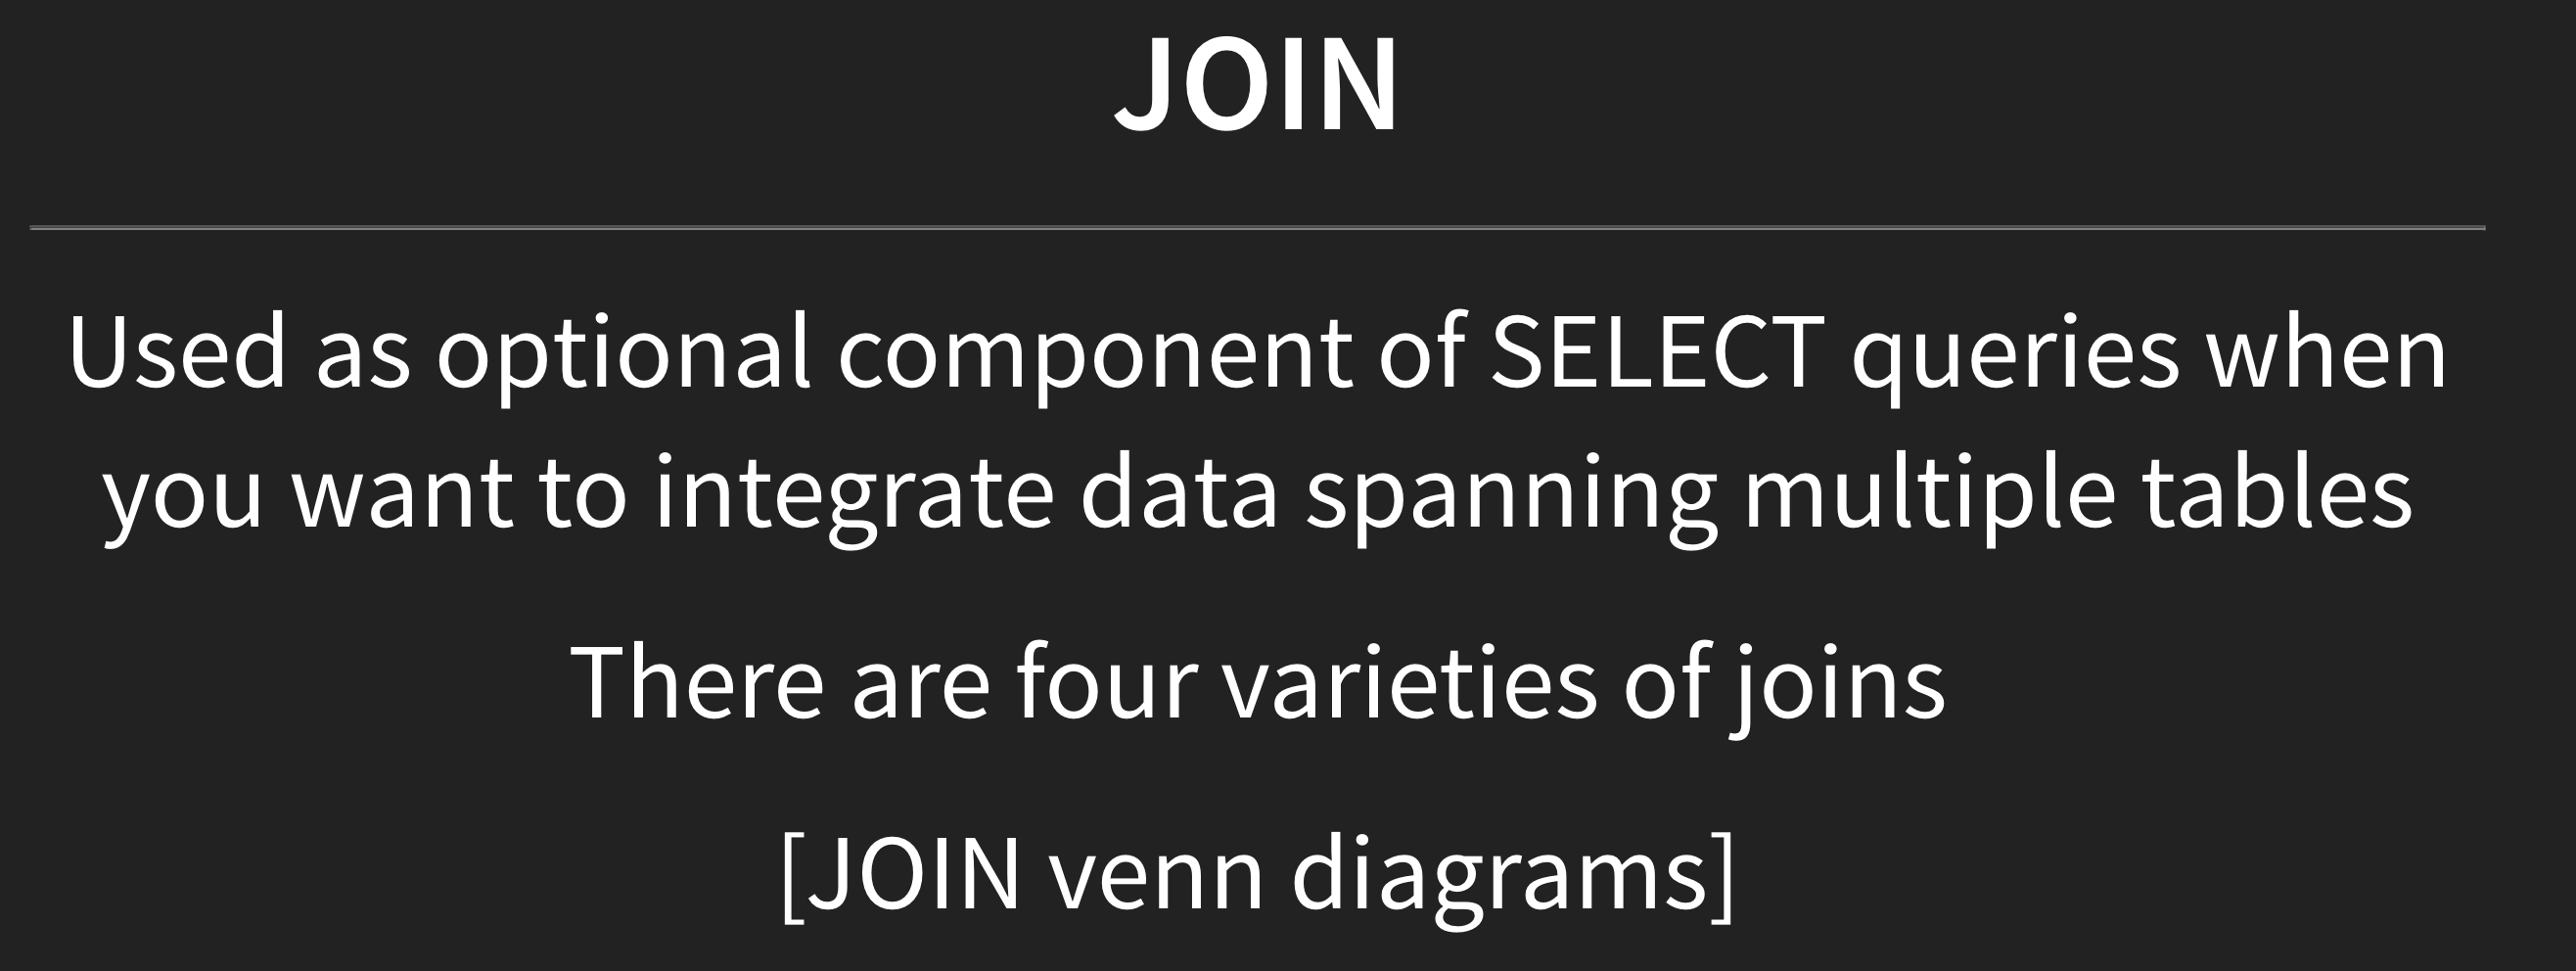 JOIN
Used as optional component of SELECT queries when
you want to integrate data spanning multiple tables
There are four varieties of joins
[JOIN venn diagrams]